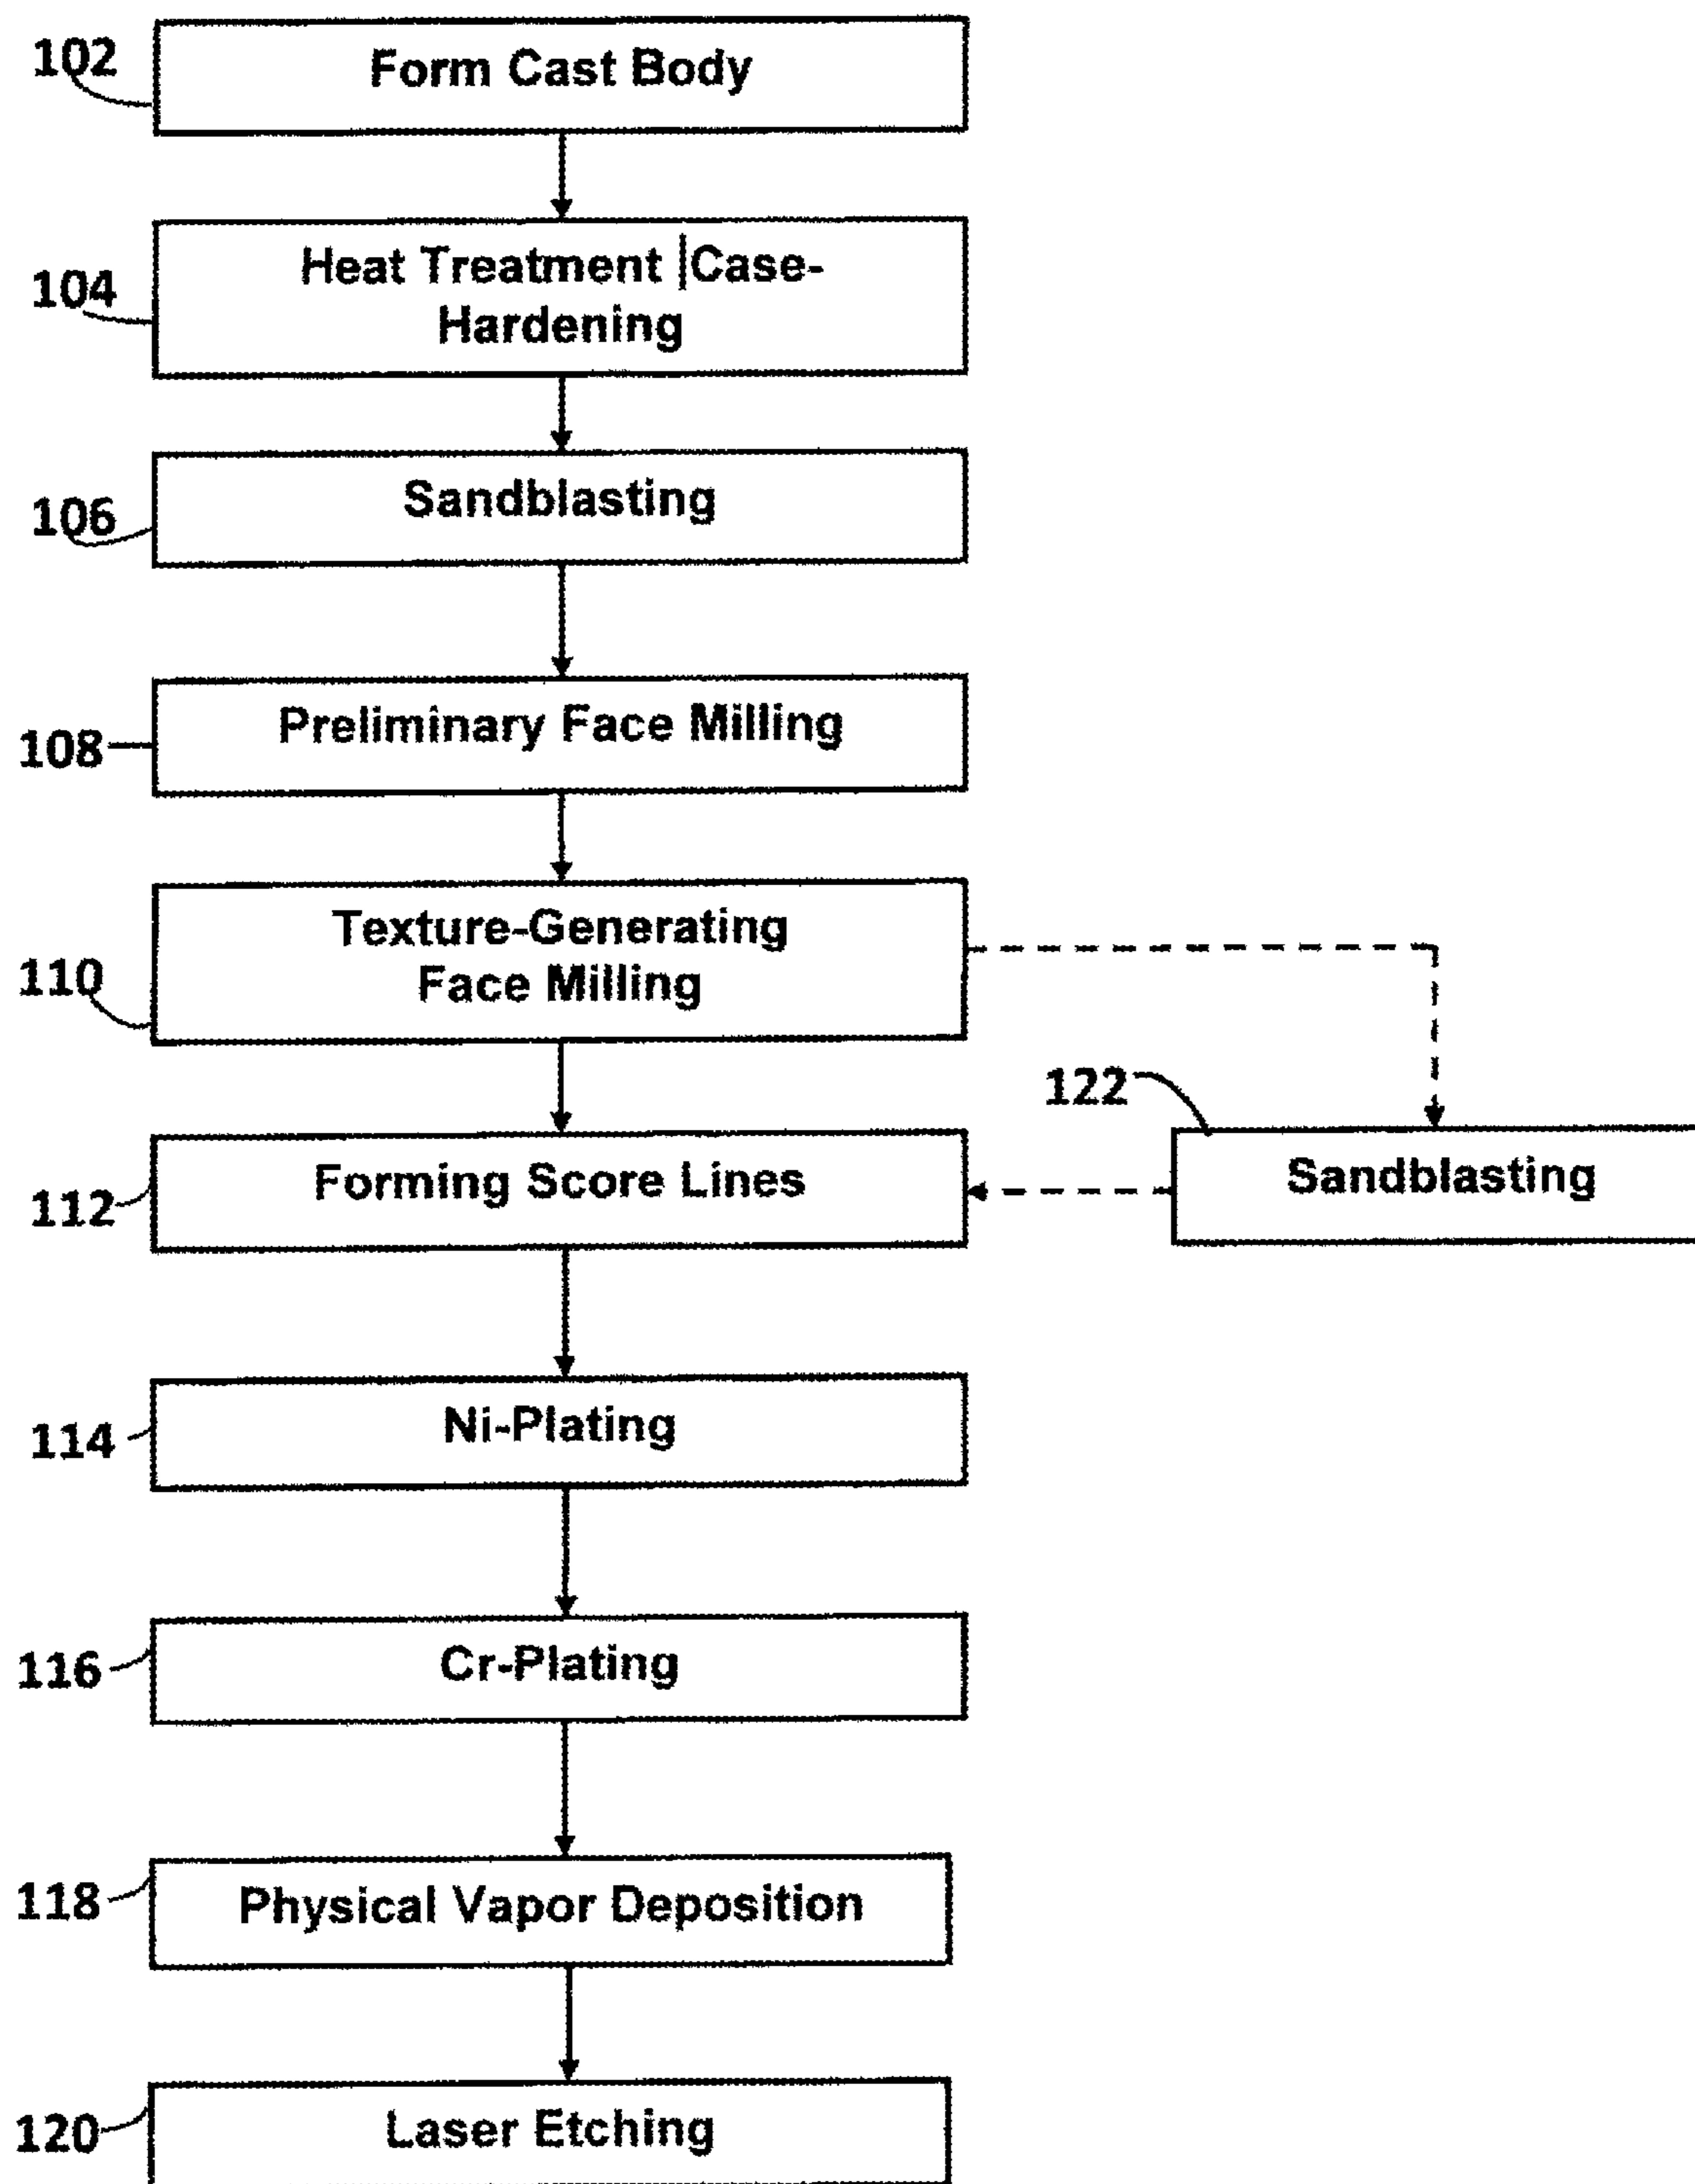 102
Form Cast Body
104
Heat Treatment |Case-
Hardening
106
Sandblasting
108
Preliminary Face Milling
110
Texture-Generating
Face Milling
122
Sandblasting
112
Forming Score Lines
114
Ni-Plating
116
Cr-Plating
118
Physical Vapor Deposition
120
Laser Etching